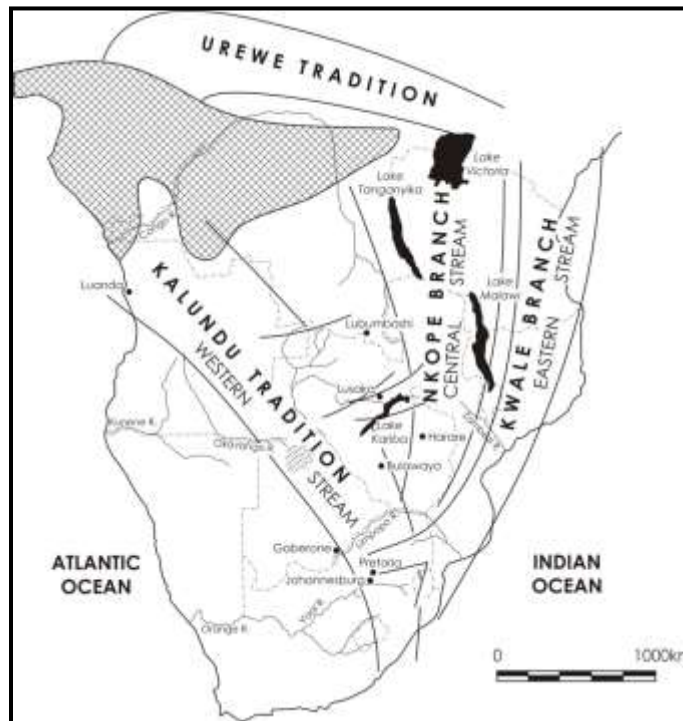 UREWE TRADITION
Lake
Victoria
Lake
Tanganyika
Congo R.
Luanda
KALUNDU TRADITION
WESTERN
STREAM
NKOPE BRANCH
CENTRAL
STREAM
KWALE BRANCH
EASTERN
STREAM
Lake
Malawi
Lubumbashi
Lusaka
Lake
Kariba
Harare
Zambezi R.
Bulawayo
Kunene R.
Limpopo R.
Gaberone
Pretoria
Johannesburg
Vaal R.
Orange R.
ATLANTIC
OCEAN
INDIAN
OCEAN
0
1000km